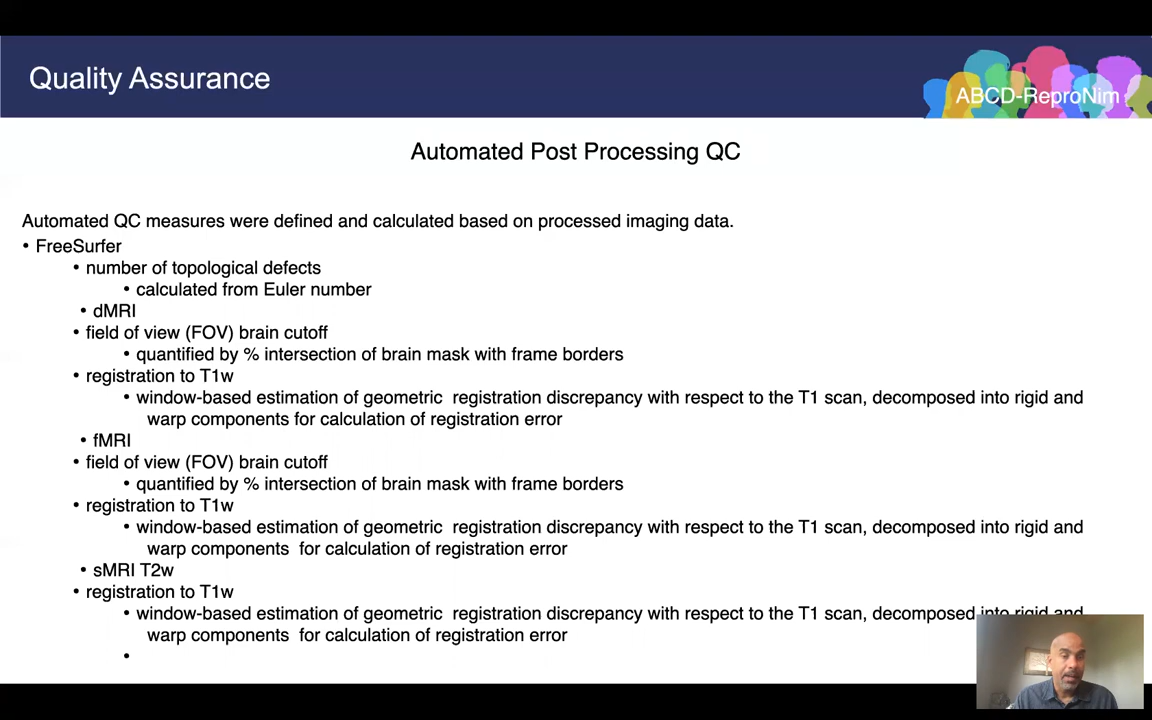 Quality Assurance
ABCD-ReproNim
Automated Post Processing QC
Automated QC measures were defined and calculated based on processed imaging data.
• FreeSurfer
• number of topological defects
• calculated from Euler number
• dMRI
• field of view (FOV) brain cutoff
• quantified by % intersection of brain mask with frame borders
• registration to T1w
• window-based estimation of geometric registration discrepancy with respect to the T1 scan, decomposed into rigid and
warp components for calculation of registration error
• fMRI
• field of view (FOV) brain cutoff
• quantified by % intersection of brain mask with frame borders
• registration to T1w
• window-based estimation of geometric registration discrepancy with respect to the T1 scan, decomposed into rigid and
warp components for calculation of registration error
• sMRI T2w
• registration to T1w
• window-based estimation of geometric registration discrepancy with respect to the T1 scan, decomposed into rigid and
warp components for calculation of registration error
•